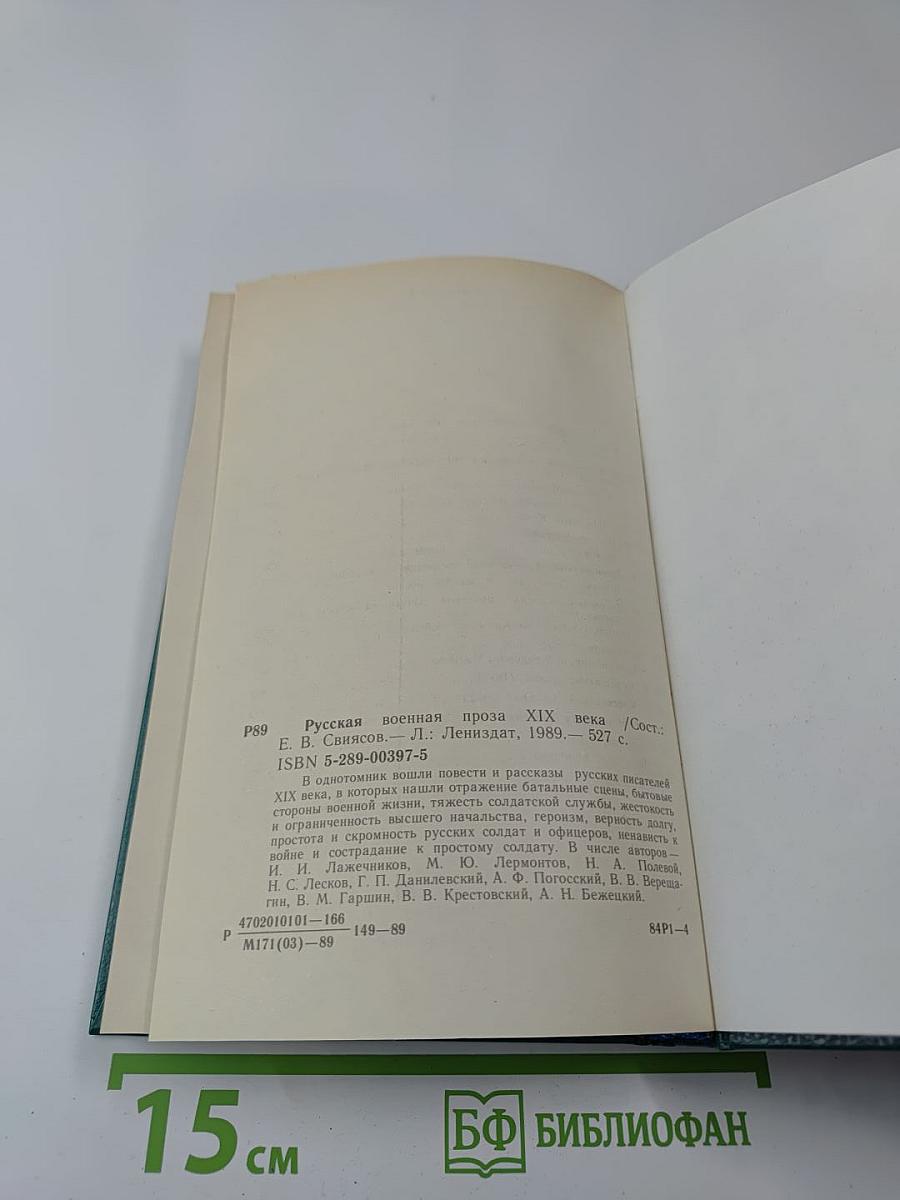 Р89 Русская военная проза XIX века /Сост.:
Е. В. Свиясов.— Л.: Лениздат, 1989.— 527 с.
ISBN 5-289-00397-5
В однотомник вошли повести и рассказы русских писателей
XIX века, в которых нашли отражение батальные сцены, бытовые
стороны военной жизни, тяжесть солдатской службы, жестокость
и ограниченность высшего начальства, героизм, верность долгу,
простота и скромность русских солдат и офицеров, ненависть к
войне и сострадание к простому солдату. В числе авторов —
И. И. Лажечников, М. Ю. Лермонтов, Н. А. Полевой,
Н. С. Лесков, Г. П. Данилевский, А. Ф. Погосский, В. В. Вереща-
гин, В. М. Гаршин, В. В. Крестовский, А. Н. Бежецкий.
Р 4702010101—166
М171(03)—89
149—89
84Р1—4
15 см
БФ БИБЛИОФАН